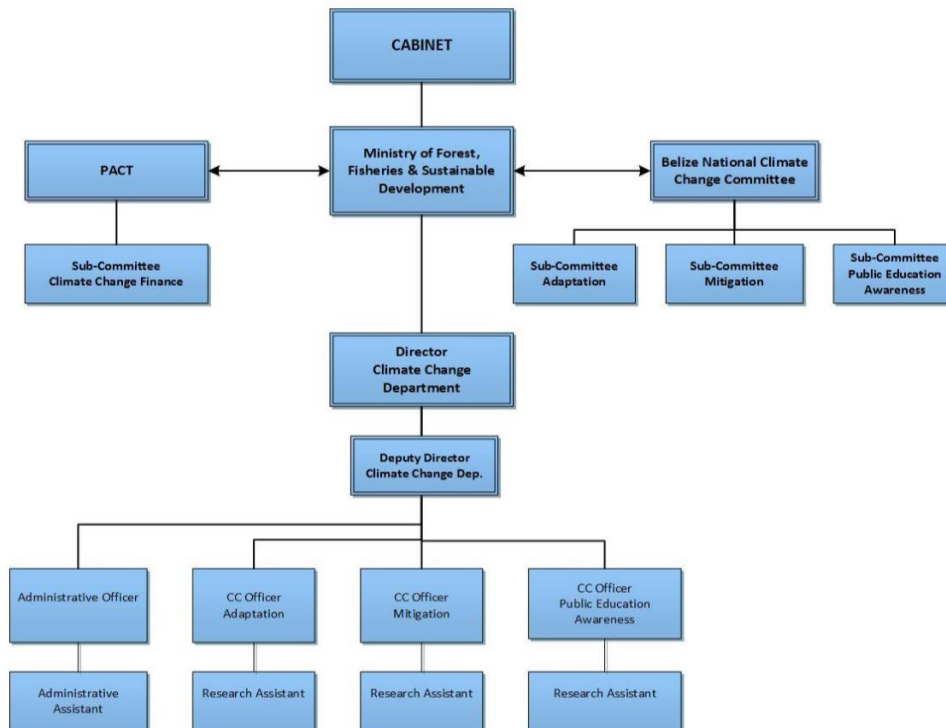 CABINET
PACT
Ministry of Forest,
Fisheries & Sustainable
Development
Belize National Climate
Change Committee
Sub-Committee
Climate Change Finance
Sub-Committee
Adaptation
Sub-Committee
Mitigation
Sub-Committee
Public Education
Awareness
Director
Climate Change
Department
Deputy Director
Climate Change Dep.
Administrative Officer
CC Officer
Adaptation
CC Officer
Mitigation
CC Officer
Public Education
Awareness
Administrative
Assistant
Research Assistant
Research Assistant
Research Assistant